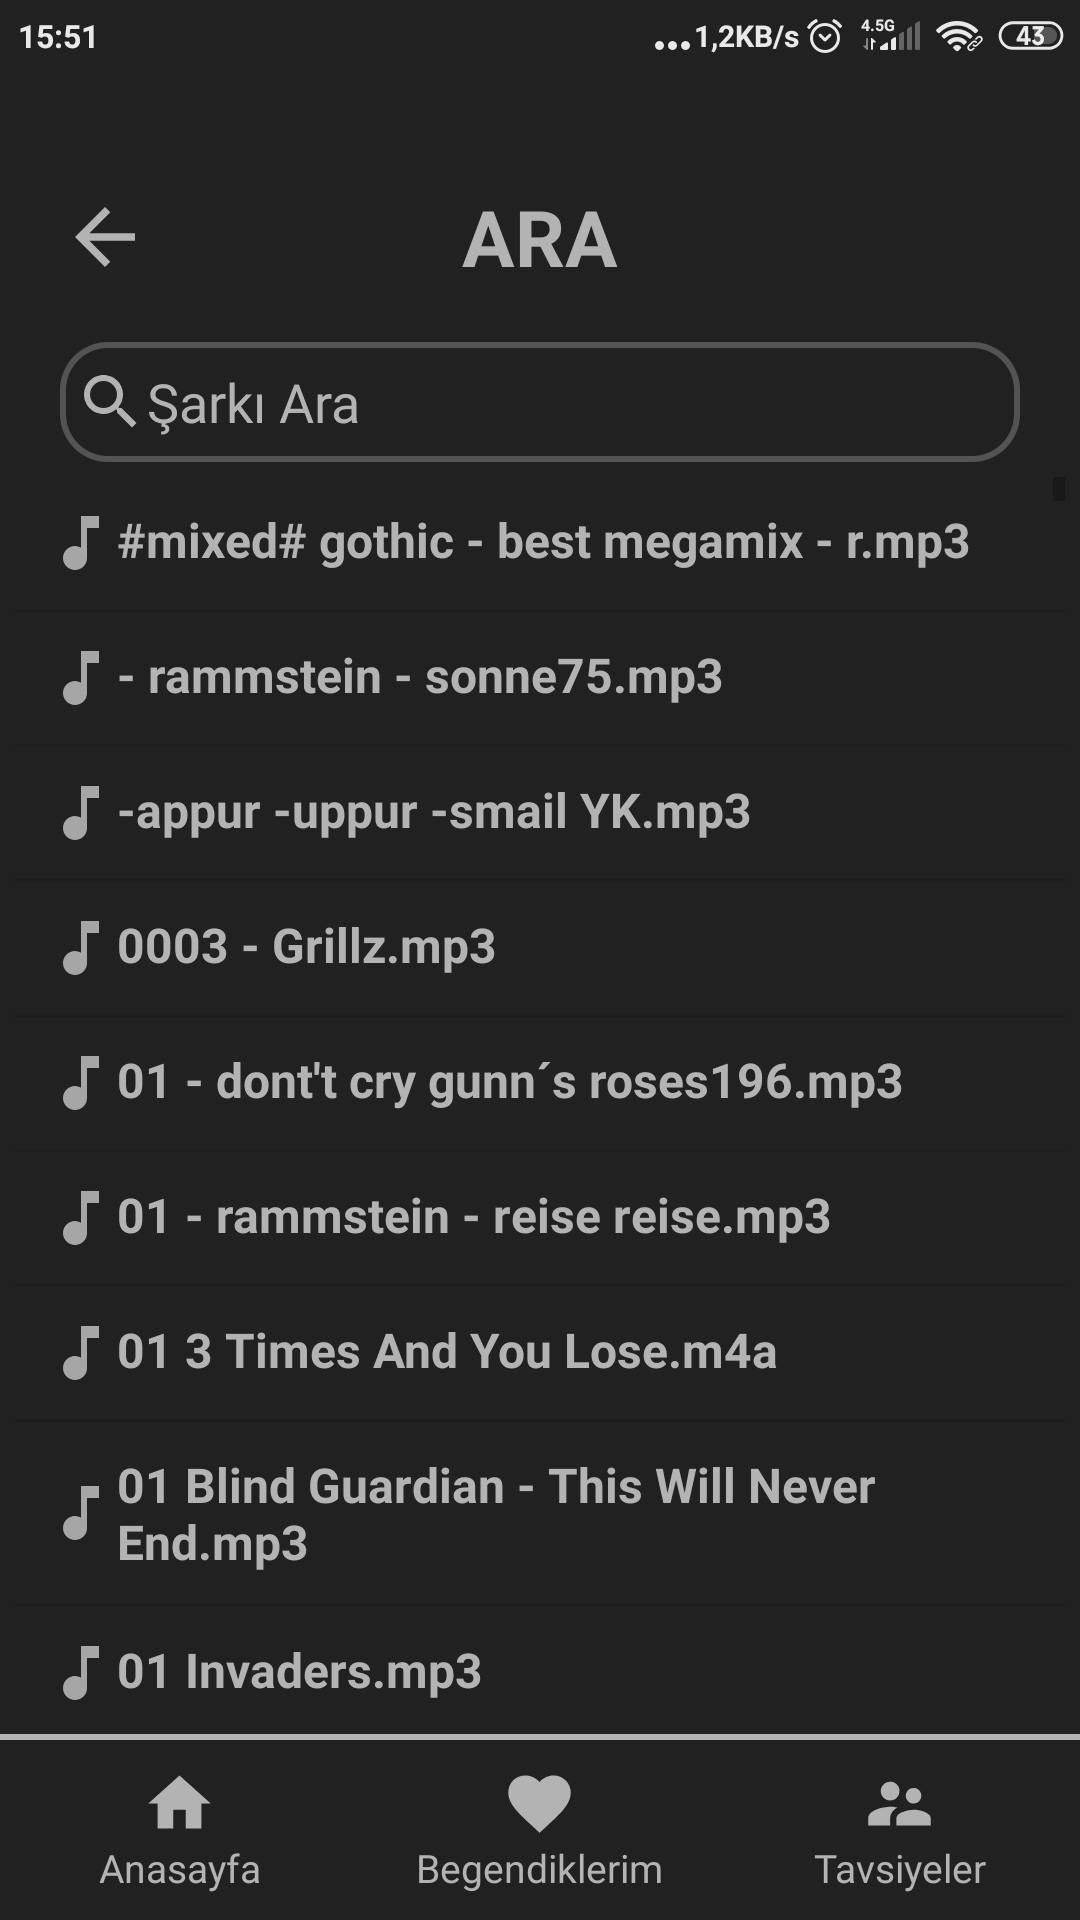 15:51
...1,2KB/s 4.5G 43
ARA
Şarkı Ara
#mixed# gothic - best megamix - r.mp3
- rammstein - sonne75.mp3
-appur -uppur -smail YK.mp3
0003 - Grillz.mp3
01 - dont't cry gunn´s roses196.mp3
01 - rammstein - reise reise.mp3
01 3 Times And You Lose.m4a
01 Blind Guardian - This Will Never
End.mp3
01 Invaders.mp3
Anasayfa Begendiklerim Tavsiyeler